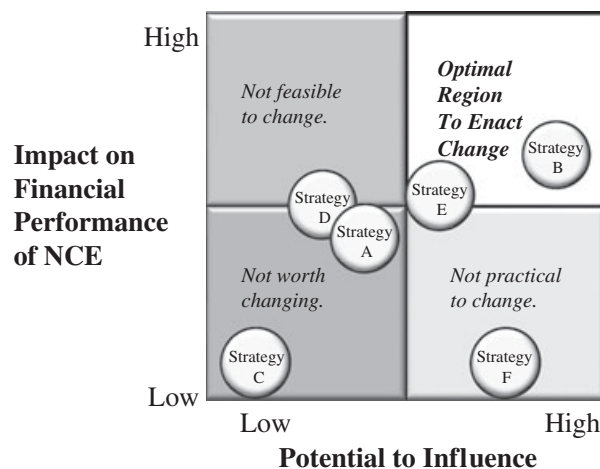 High
Not feasible
to change.
Optimal
Region
To Enact
Change
Strategy
B
Impact on
Financial
Performance
of NCE
Strategy
D
Strategy
E
Strategy
A
Not worth
changing.
Not practical
to change.
Strategy
C
Strategy
F
Low
Low
High
Potential to Influence